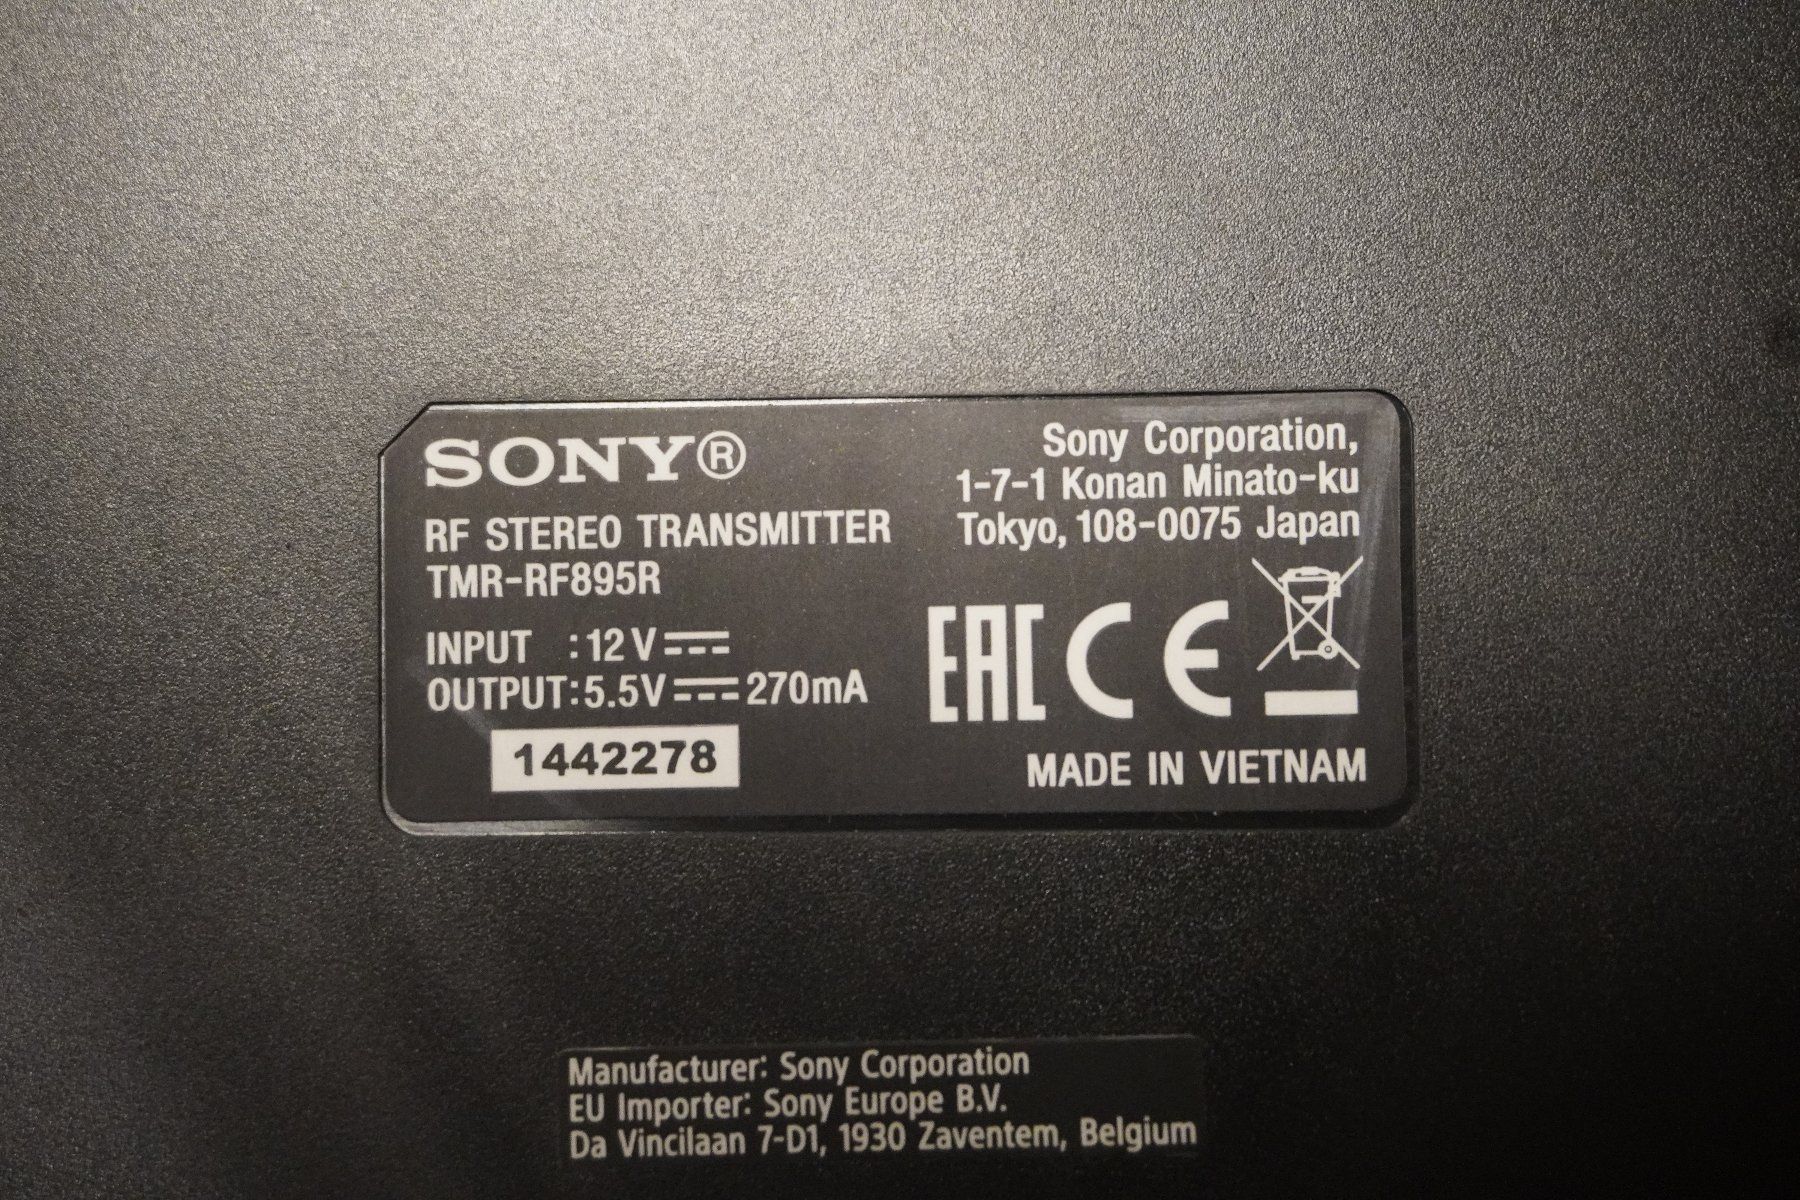 SONY®
RF STEREO TRANSMITTER
TMR-RF895R
INPUT :12V⎓
OUTPUT:5.5V⎓270mA
1442278
Sony Corporation,
1-7-1 Konan Minato-ku
Tokyo, 108-0075 Japan
EAC CE
MADE IN VIETNAM
Manufacturer: Sony Corporation
EU Importer: Sony Europe B.V.
Da Vincilaan 7-D1, 1930 Zaventem, Belgium